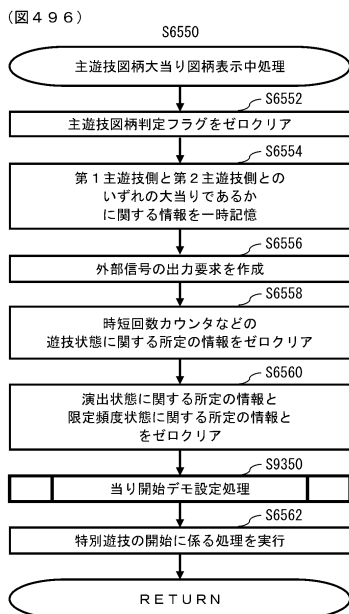 (図496)
S6550
主遊技図柄大当り図柄表示中処理
S6552
主遊技図柄判定フラグをゼロクリア
S6554
第1主遊技側と第2主遊技側との
いずれの大当りであるか
に関する情報を一時記憶
S6556
外部信号の出力要求を作成
S6558
時短回数カウンタなどの
遊技状態に関する所定の情報をゼロクリア
S6560
演出状態に関する所定の情報と
限定頻度状態に関する所定の情報と
をゼロクリア
S9350
当り開始デモ設定処理
S6562
特別遊技の開始に係る処理を実行
RETURN